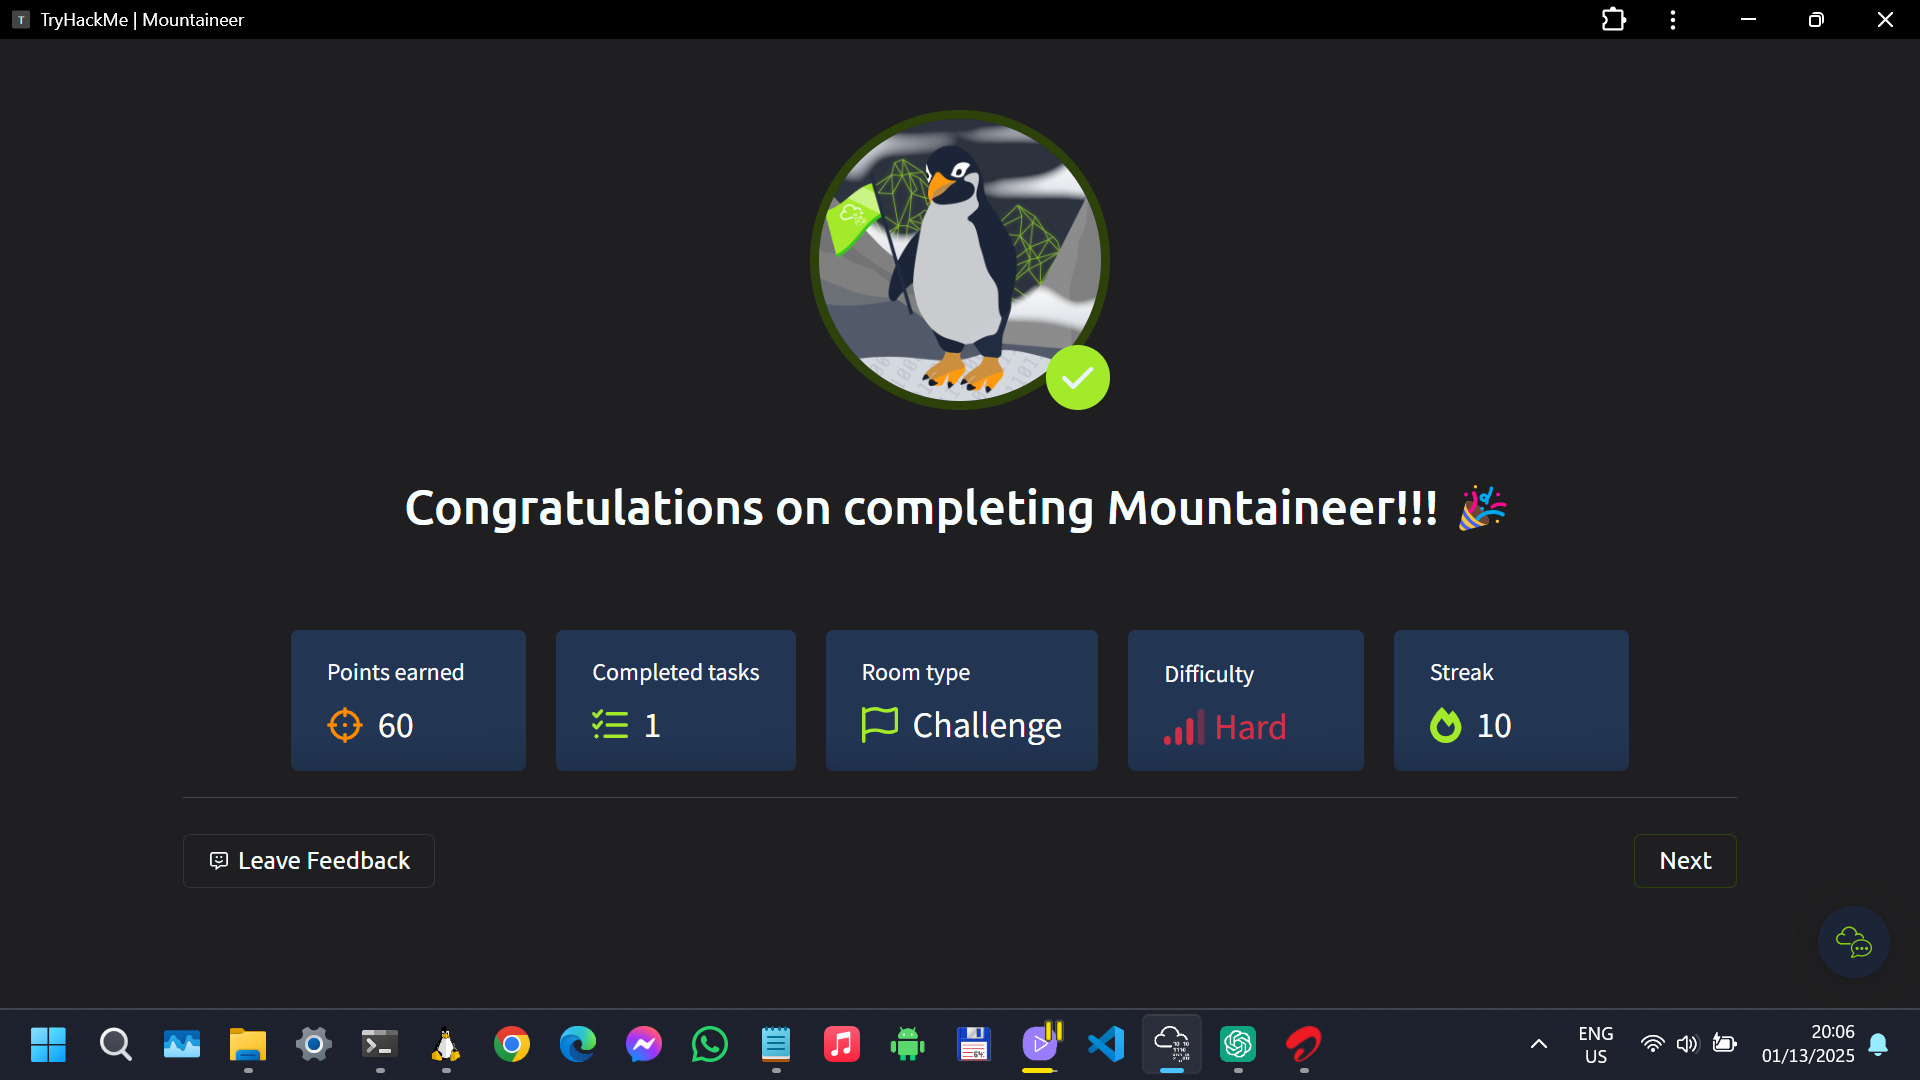 TryHackMe | Mountaineer
Congratulations on completing Mountaineer!!! 🎉
Points earned
60
Completed tasks
1
Room type
Challenge
Difficulty
Hard
Streak
10
Leave Feedback
Next
ENG
US
20:06
01/13/2025